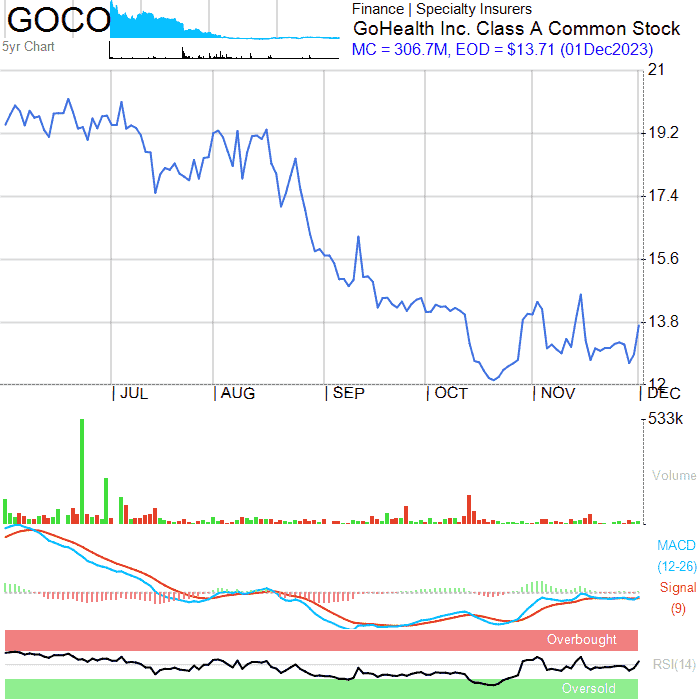 GOCO
5yr Chart
Finance | Specialty Insurers
GoHealth Inc. Class A Common Stock
MC = 306.7M, EOD = $13.71 (01Dec2023)
21
19.2
17.4
15.6
13.8
12
JUL
AUG
SEP
OCT
NOV
DEC
533k
Volume
MACD
(12-26)
Signal
(9)
Overbought
RSI(14)
Oversold